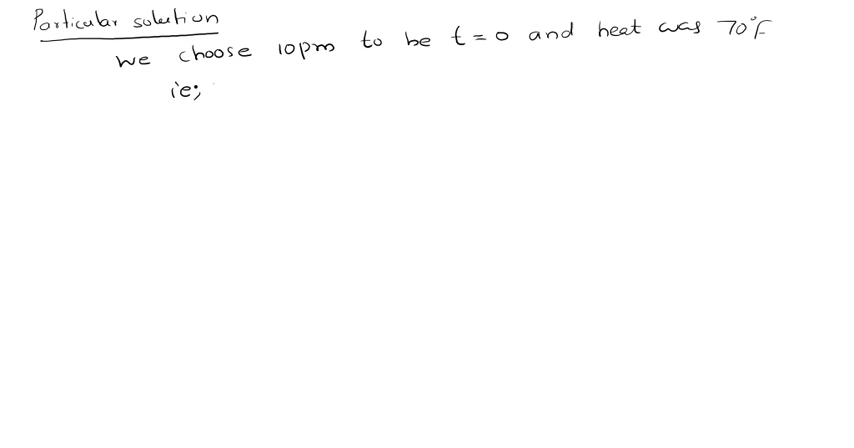 Particular solution
we choose 10pm to be t = 0 and heat was 70°F
ie;